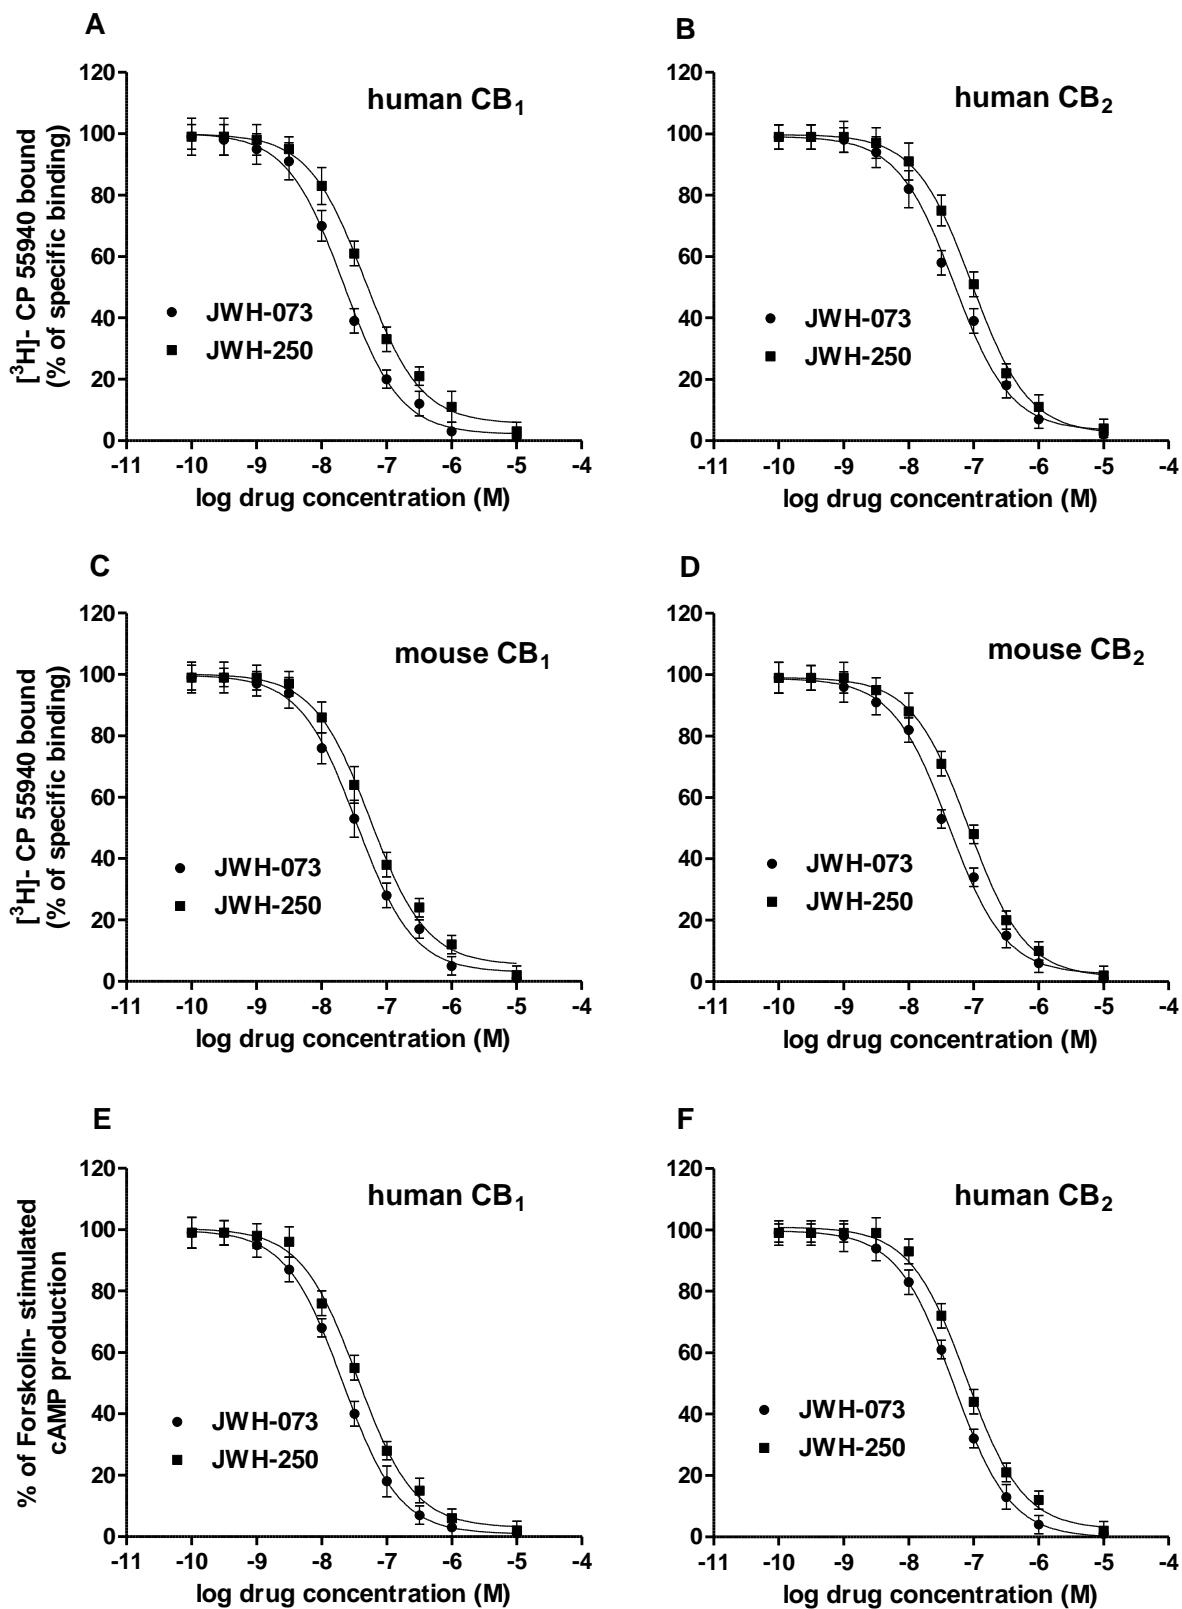 A
human CB1
[3H]- CP 55940 bound
(% of specific binding)
120
100
80
60
40
20
0
JWH-073
JWH-250
-11 -10 -9 -8 -7 -6 -5 -4
log drug concentration (M)
B
human CB2
120
100
80
60
40
20
0
JWH-073
JWH-250
-11 -10 -9 -8 -7 -6 -5 -4
log drug concentration (M)
C
mouse CB1
[3H]- CP 55940 bound
(% of specific binding)
120
100
80
60
40
20
0
JWH-073
JWH-250
-11 -10 -9 -8 -7 -6 -5 -4
log drug concentration (M)
D
mouse CB2
120
100
80
60
40
20
0
JWH-073
JWH-250
-11 -10 -9 -8 -7 -6 -5 -4
log drug concentration (M)
E
human CB1
% of Forskolin- stimulated
cAMP production
120
100
80
60
40
20
0
JWH-073
JWH-250
-11 -10 -9 -8 -7 -6 -5 -4
log drug concentration (M)
F
human CB2
120
100
80
60
40
20
0
JWH-073
JWH-250
-11 -10 -9 -8 -7 -6 -5 -4
log drug concentration (M)